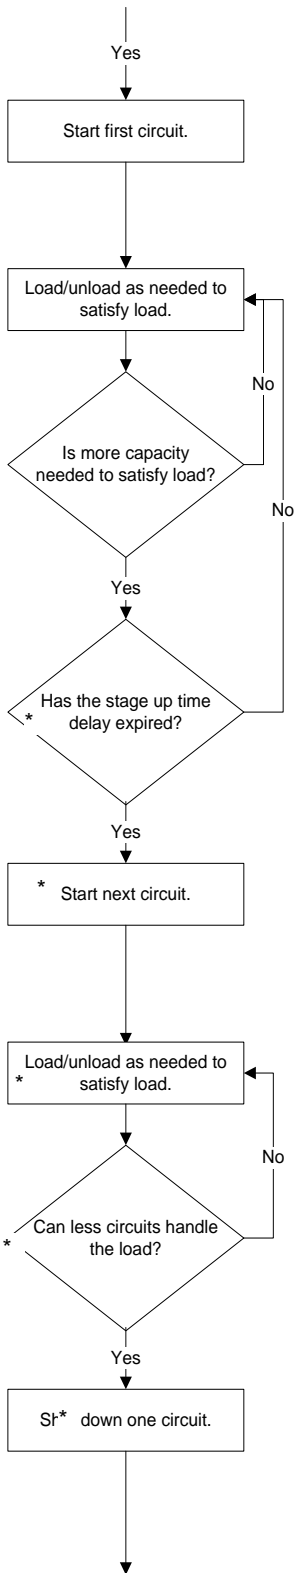 Yes
Start first circuit.
Load/unload as needed to
satisfy load.
No
Is more capacity
needed to satisfy load?
No
Yes
Has the stage up time
* delay expired?
Yes
* Start next circuit.
Load/unload as needed to
* satisfy load.
No
Can less circuits handle
* the load?
Yes
* down one circuit.